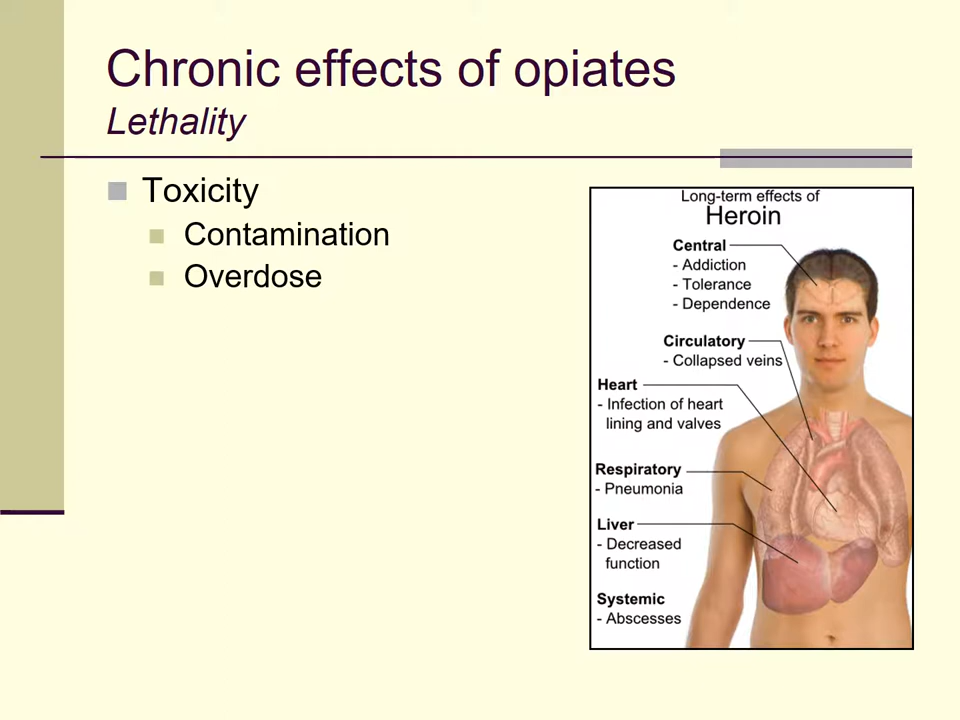 Chronic effects of opiates
Lethality
Toxicity
Contamination
Overdose
Long-term effects of
Heroin
Central
- Addiction
- Tolerance
- Dependence
Circulatory
- Collapsed veins
Heart
- Infection of heart
lining and valves
Respiratory
- Pneumonia
Liver
- Decreased
function
Systemic
- Abscesses